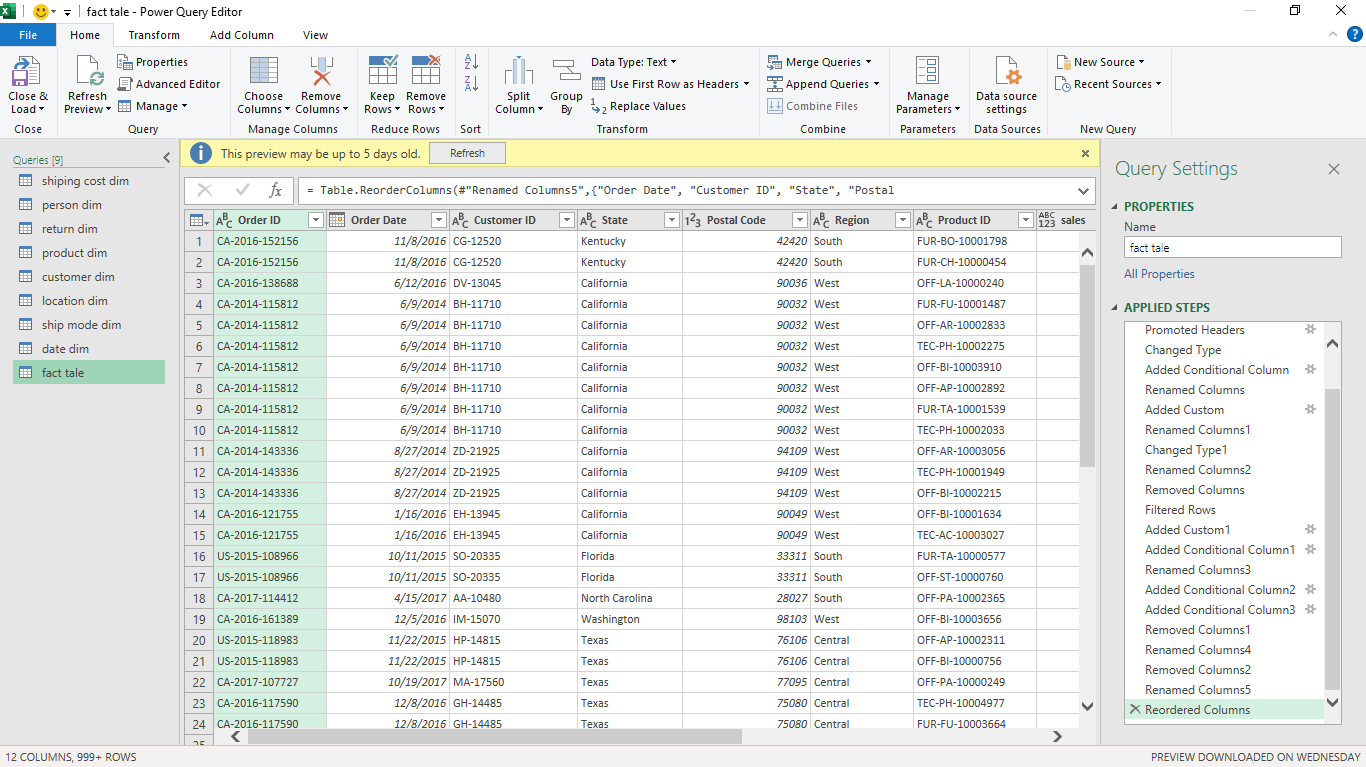 fact tale - Power Query Editor
File Home Transform Add Column View
Close & Load
Close
Refresh Preview
Properties
Advanced Editor
Manage
Query
Choose Columns
Remove Columns
Manage Columns
Keep Rows
Remove Rows
Reduce Rows
Sort
Split Column
Group By
Data Type: Text
Use First Row as Headers
Replace Values
Transform
Merge Queries
Append Queries
Combine Files
Combine
Manage Parameters
Parameters
Data source settings
Data Sources
New Source
Recent Sources
New Query
Queries [9]
shiping cost dim
person dim
return dim
product dim
customer dim
location dim
ship mode dim
date dim
fact tale
This preview may be up to 5 days old. Refresh
fx = Table.ReorderColumns(#"Renamed Columns5",{"Order Date", "Customer ID", "State", "Postal
Order ID Order Date Customer ID State Postal Code Region Product ID sales
1 CA-2016-152156 11/8/2016 CG-12520 Kentucky 42420 South FUR-BO-10001798
2 CA-2016-152156 11/8/2016 CG-12520 Kentucky 42420 South FUR-CH-10000454
3 CA-2016-138688 6/12/2016 DV-13045 California 90036 West OFF-LA-10000240
4 CA-2014-115812 6/9/2014 BH-11710 California 90032 West FUR-FU-10001487
5 CA-2014-115812 6/9/2014 BH-11710 California 90032 West OFF-AR-10002833
6 CA-2014-115812 6/9/2014 BH-11710 California 90032 West TEC-PH-10002275
7 CA-2014-115812 6/9/2014 BH-11710 California 90032 West OFF-BI-10003910
8 CA-2014-115812 6/9/2014 BH-11710 California 90032 West OFF-AP-10002892
9 CA-2014-115812 6/9/2014 BH-11710 California 90032 West FUR-TA-10001539
10 CA-2014-115812 6/9/2014 BH-11710 California 90032 West TEC-PH-10002033
11 CA-2014-143336 8/27/2014 ZD-21925 California 94109 West OFF-AR-10003056
12 CA-2014-143336 8/27/2014 ZD-21925 California 94109 West TEC-PH-10001949
13 CA-2014-143336 8/27/2014 ZD-21925 California 94109 West OFF-BI-10002215
14 CA-2016-121755 1/16/2016 EH-13945 California 90049 West OFF-BI-10001634
15 CA-2016-121755 1/16/2016 EH-13945 California 90049 West TEC-AC-10003027
16 US-2015-108966 10/11/2015 SO-20335 Florida 33311 South FUR-TA-10000577
17 US-2015-108966 10/11/2015 SO-20335 Florida 33311 South OFF-ST-10000760
18 CA-2017-114412 4/15/2017 AA-10480 North Carolina 28027 South OFF-PA-10002365
19 CA-2016-161389 12/5/2016 IM-15070 Washington 98103 West OFF-BI-10003656
20 US-2015-118983 11/22/2015 HP-14815 Texas 76106 Central OFF-AP-10002311
21 US-2015-118983 11/22/2015 HP-14815 Texas 76106 Central OFF-BI-10000756
22 CA-2017-107727 10/19/2017 MA-17560 Texas 77095 Central OFF-PA-10000249
23 CA-2016-117590 12/8/2016 GH-14485 Texas 75080 Central TEC-PH-10004977
24 CA-2016-117590 12/8/2016 GH-14485 Texas 75080 Central FUR-FU-10003664
25
Query Settings
PROPERTIES
Name
fact tale
All Properties
APPLIED STEPS
Promoted Headers
Changed Type
Added Conditional Column
Renamed Columns
Added Custom
Renamed Columns1
Changed Type1
Renamed Columns2
Removed Columns
Filtered Rows
Added Custom1
Added Conditional Column1
Renamed Columns3
Added Conditional Column2
Added Conditional Column3
Removed Columns1
Renamed Columns4
Removed Columns2
Renamed Columns5
Reordered Columns
12 COLUMNS, 999+ ROWS
PREVIEW DOWNLOADED ON WEDNESDAY